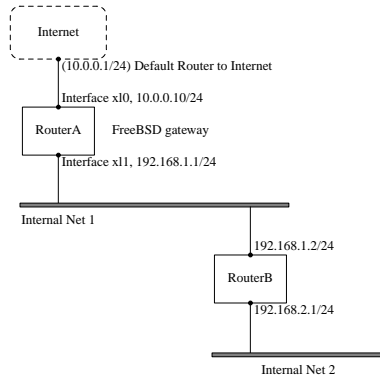 Internet
(10.0.0.1/24) Default Router to Internet
Interface xl0, 10.0.0.10/24
RouterA
FreeBSD gateway
Interface xl1, 192.168.1.1/24
Internal Net 1
192.168.1.2/24
RouterB
192.168.2.1/24
Internal Net 2